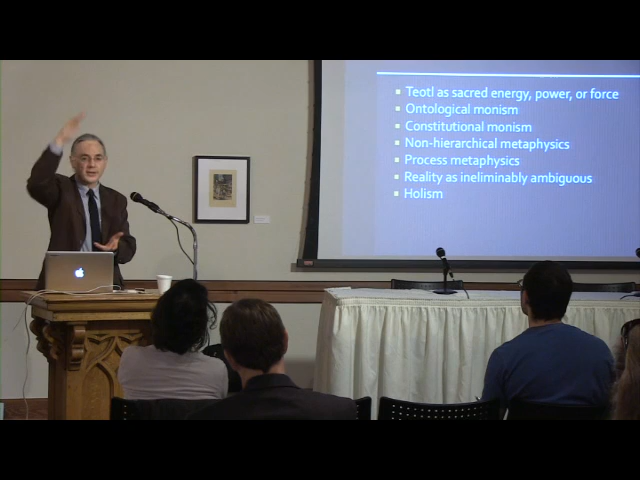 Teotl as sacred energy, power, or force
Ontological monism
Constitutional monism
Non-hierarchical metaphysics
Process metaphysics
Reality as ineliminably ambiguous
Holism